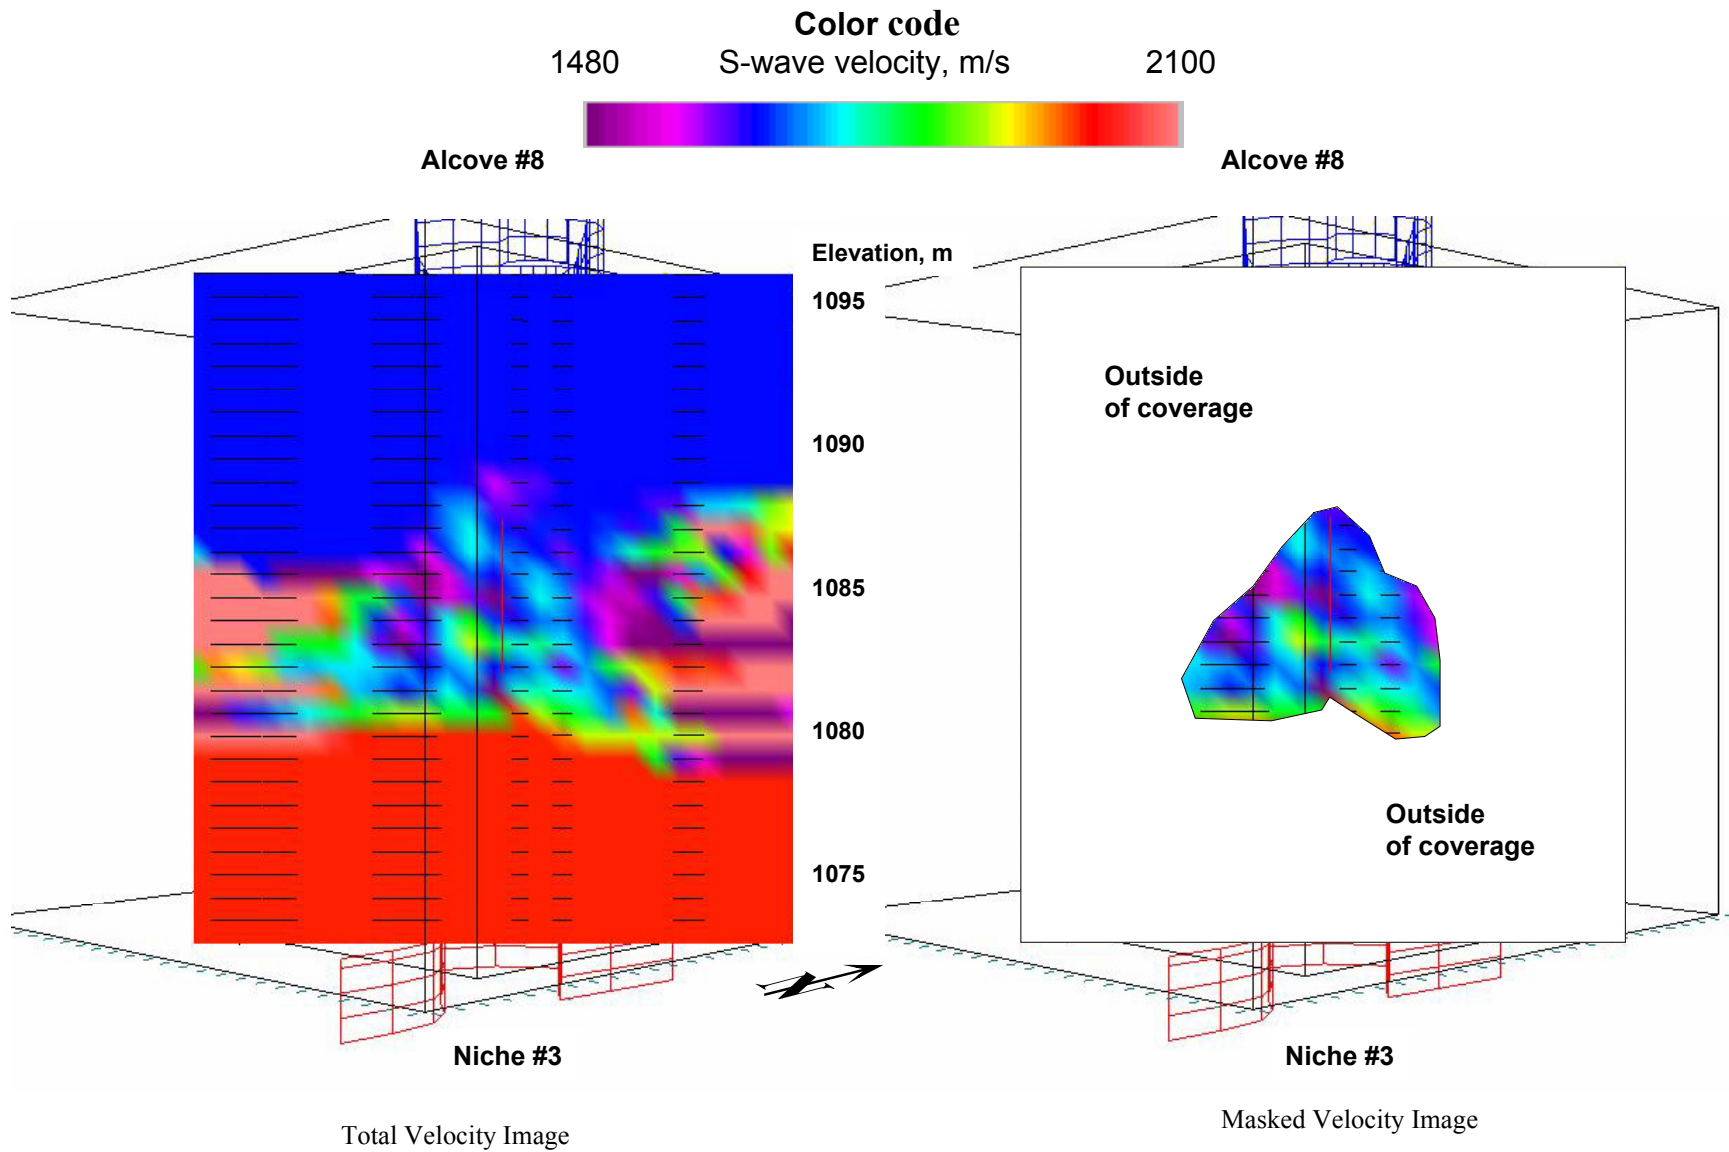 Color code
1480 S-wave velocity, m/s 2100
Alcove #8
Alcove #8
Elevation, m
1095
1090
1085
1080
1075
Outside
of coverage
Outside
of coverage
Niche #3
Niche #3
Total Velocity Image
Masked Velocity Image